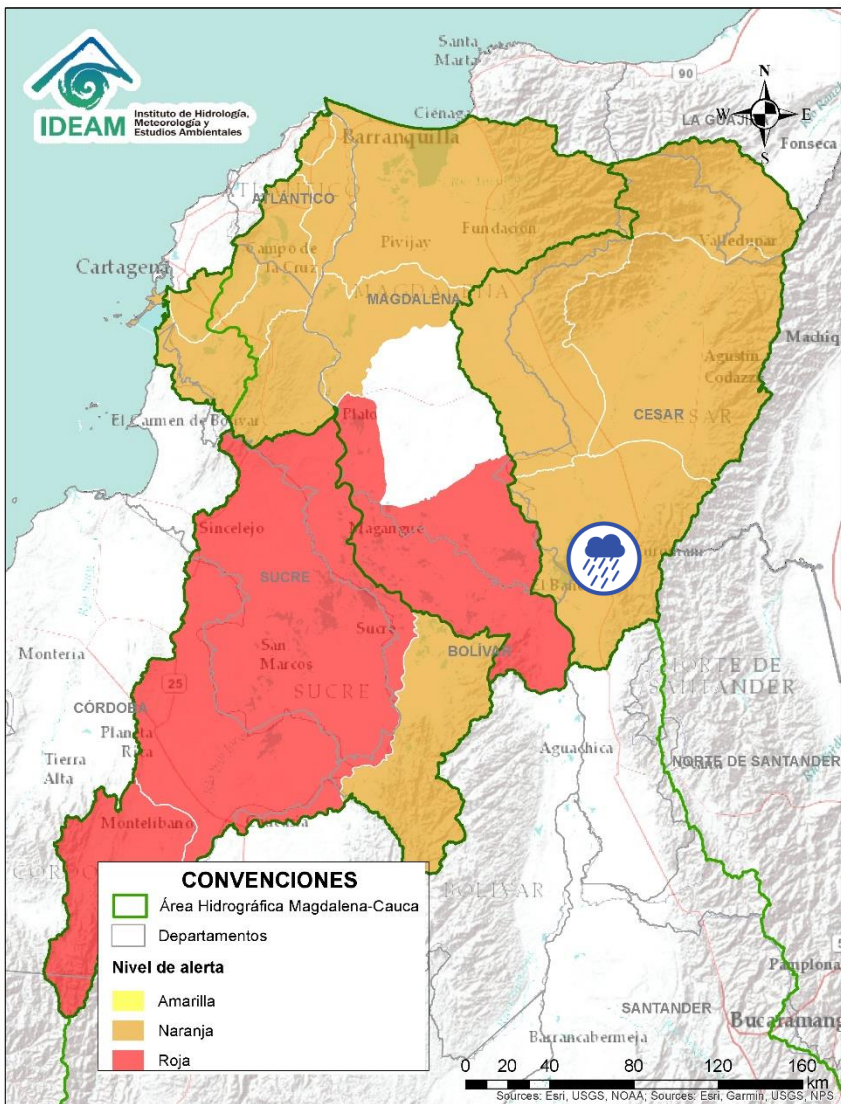 IDEAM
Instituto de Hidrología,
Meteorología y
Estudios Ambientales
Santa
Marta
90
N
W
E
S
LA GUAJIRA
Ciénaga
Fonseca
Barranquilla
ATLÁNTICO
Fundación
Pivijay
Valledupar
Cartagena
Campo de
la Cruz
MAGDALENA
MAGDALENA
Agustín
Codazzi
El Carmen de Bolívar
Plato
CESAR
CESAR
Sincelejo
Magangué
SUCRE
El Banco
San
Marcos
Sucre
BOLÍVAR
Montería
25
SUCRE
NORTE DE
SANTANDER
CÓRDOBA
Planeta
Rica
Tierra
Alta
Aguachica
NORTE DE SANTANDER
Montelíbano
Caucasia
BOLÍVAR
CONVENCIONES
Área Hidrográfica Magdalena-Cauca
Departamentos
Nivel de alerta
Amarilla
Naranja
Roja
Pamplona
SANTANDER
Bucaramang
Barrancabermeja
0 20 40 80 120 160
km
Sources: Esri, USGS, NOAA; Sources: Esri, Garmin, USGS, NPS